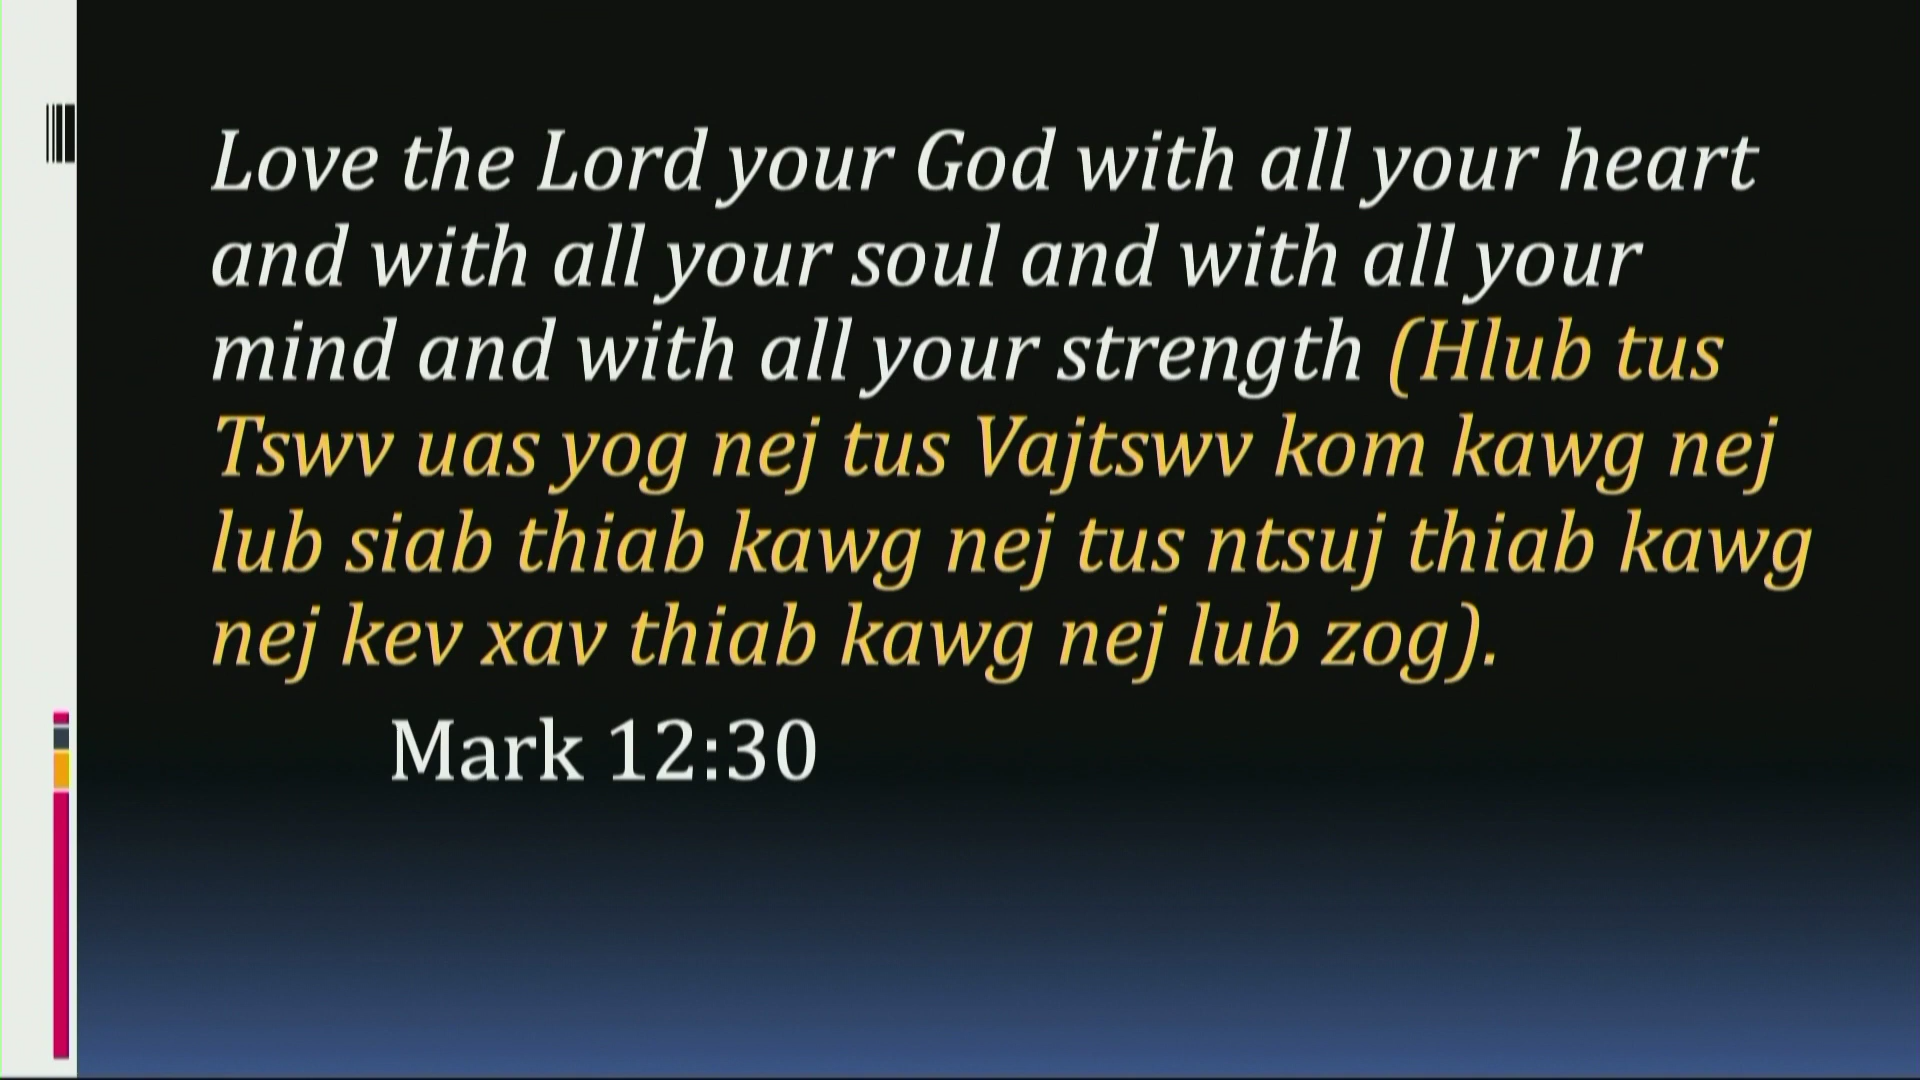 Love the Lord your God with all your heart
and with all your soul and with all your
mind and with all your strength (Hlub tus
Tswv uas yog nej tus Vajtswv kom kawg nej
lub siab thiab kawg nej tus ntsuj thiab kawg
nej kev xav thiab kawg nej lub zog).
Mark 12:30